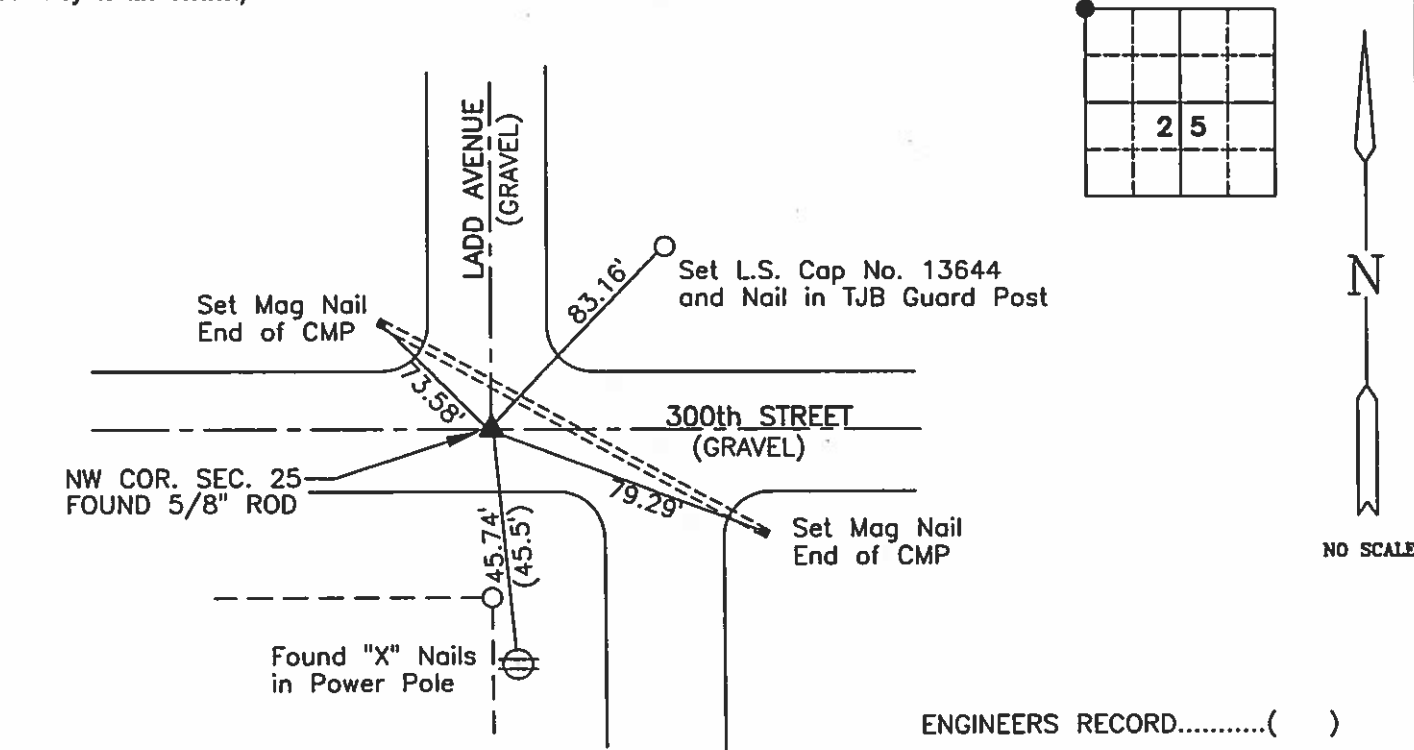 2 5
N
NO SCALE
LADD AVENUE
(GRAVEL)
83.16'
Set L.S. Cap No. 13644
and Nail in TJB Guard Post
Set Mag Nail
End of CMP
73.58'
300th STREET
(GRAVEL)
NW COR. SEC. 25
FOUND 5/8" ROD
79.29'
Set Mag Nail
End of CMP
45.74'
(45.5')
Found "X" Nails
in Power Pole
ENGINEERS RECORD...........( )